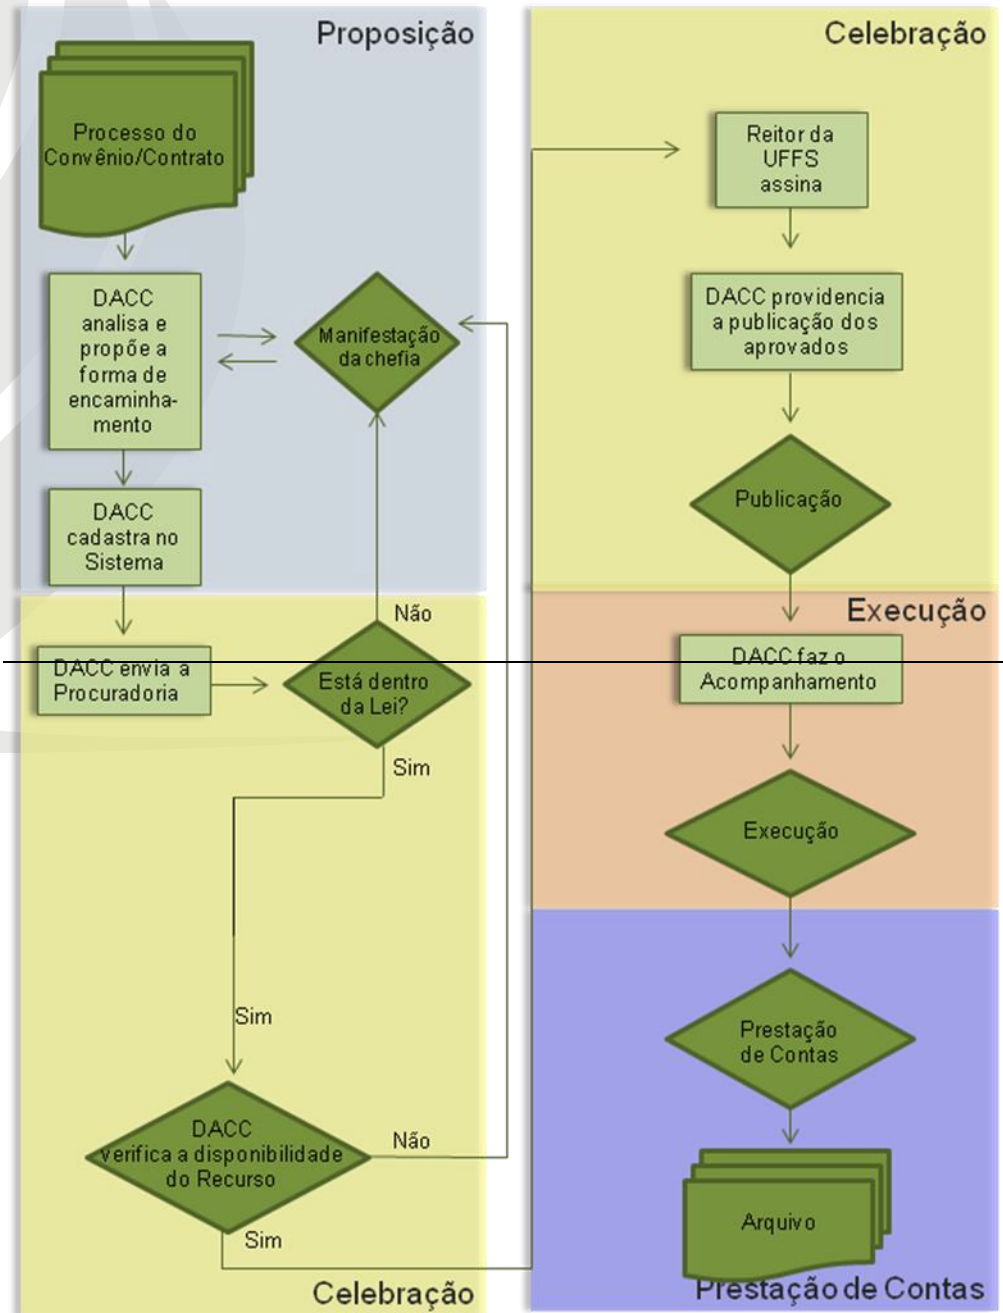 Proposição
Processo do
Convênio/Contrato
DACC
analisa e
propõe a
forma de
encaminha-
mento
Manifestação
da chefia
DACC
cadastra no
Sistema
Não
DACC envia a
Procuradoria
Está dentro
da Lei?
Sim
Sim
DACC
verifica a disponibilidade
do Recurso
Não
Sim
Celebração
Celebração
Reitor da
UFFS
assina
DACC providencia
a publicação dos
aprovados
Publicação
Execução
DACC faz o
Acompanhamento
Execução
Prestação
de Contas
Arquivo
Prestação de Contas